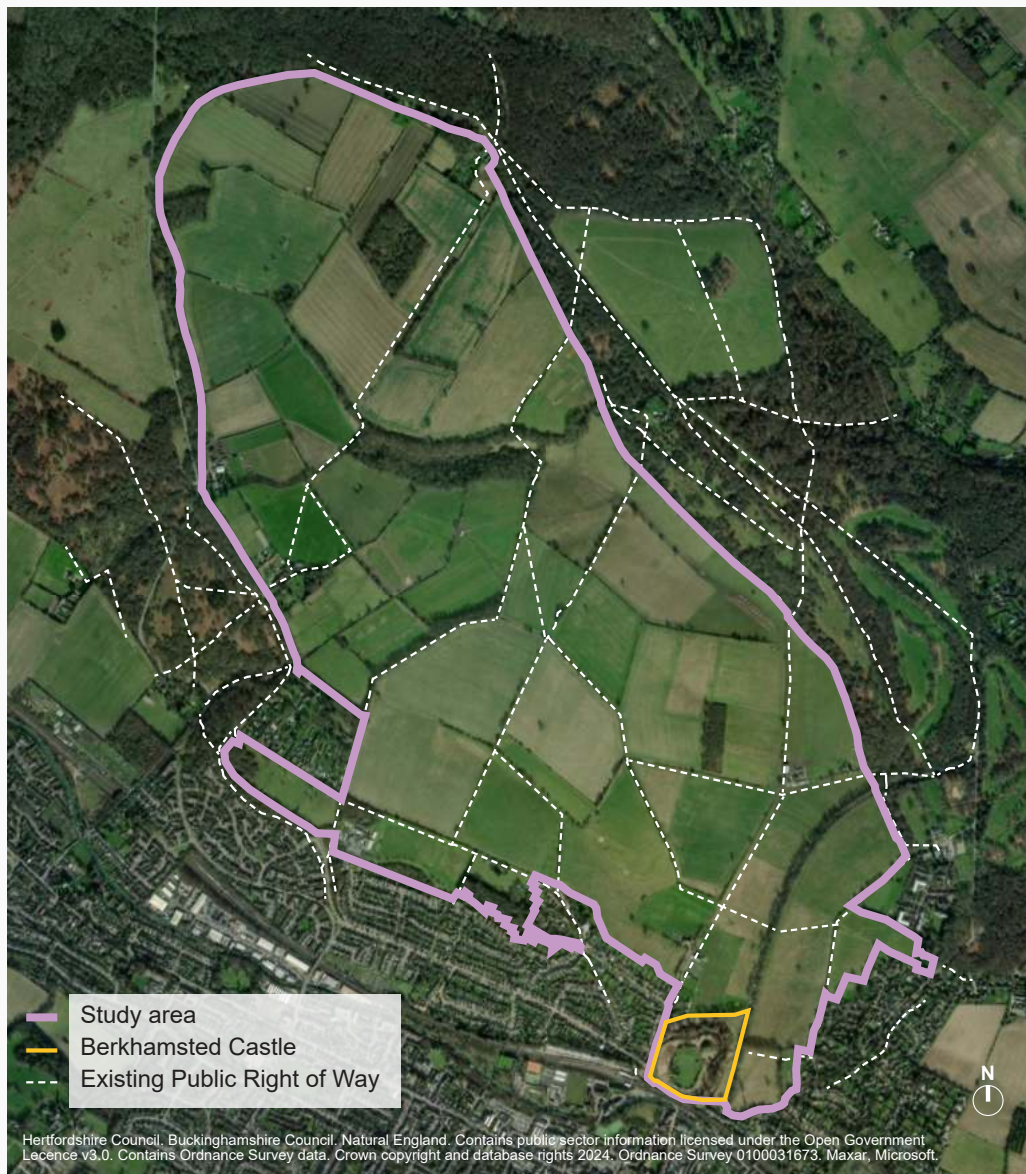 N
Study area
Berkhamsted Castle
Existing Public Right of Way
Hertfordshire Council. Buckinghamshire Council. Natural England. Contains public sector information licensed under the Open Government
Lecence v3.0. Contains Ordnance Survey data. Crown copyright and database rights 2024. Ordnance Survey 0100031673. Maxar, Microsoft.